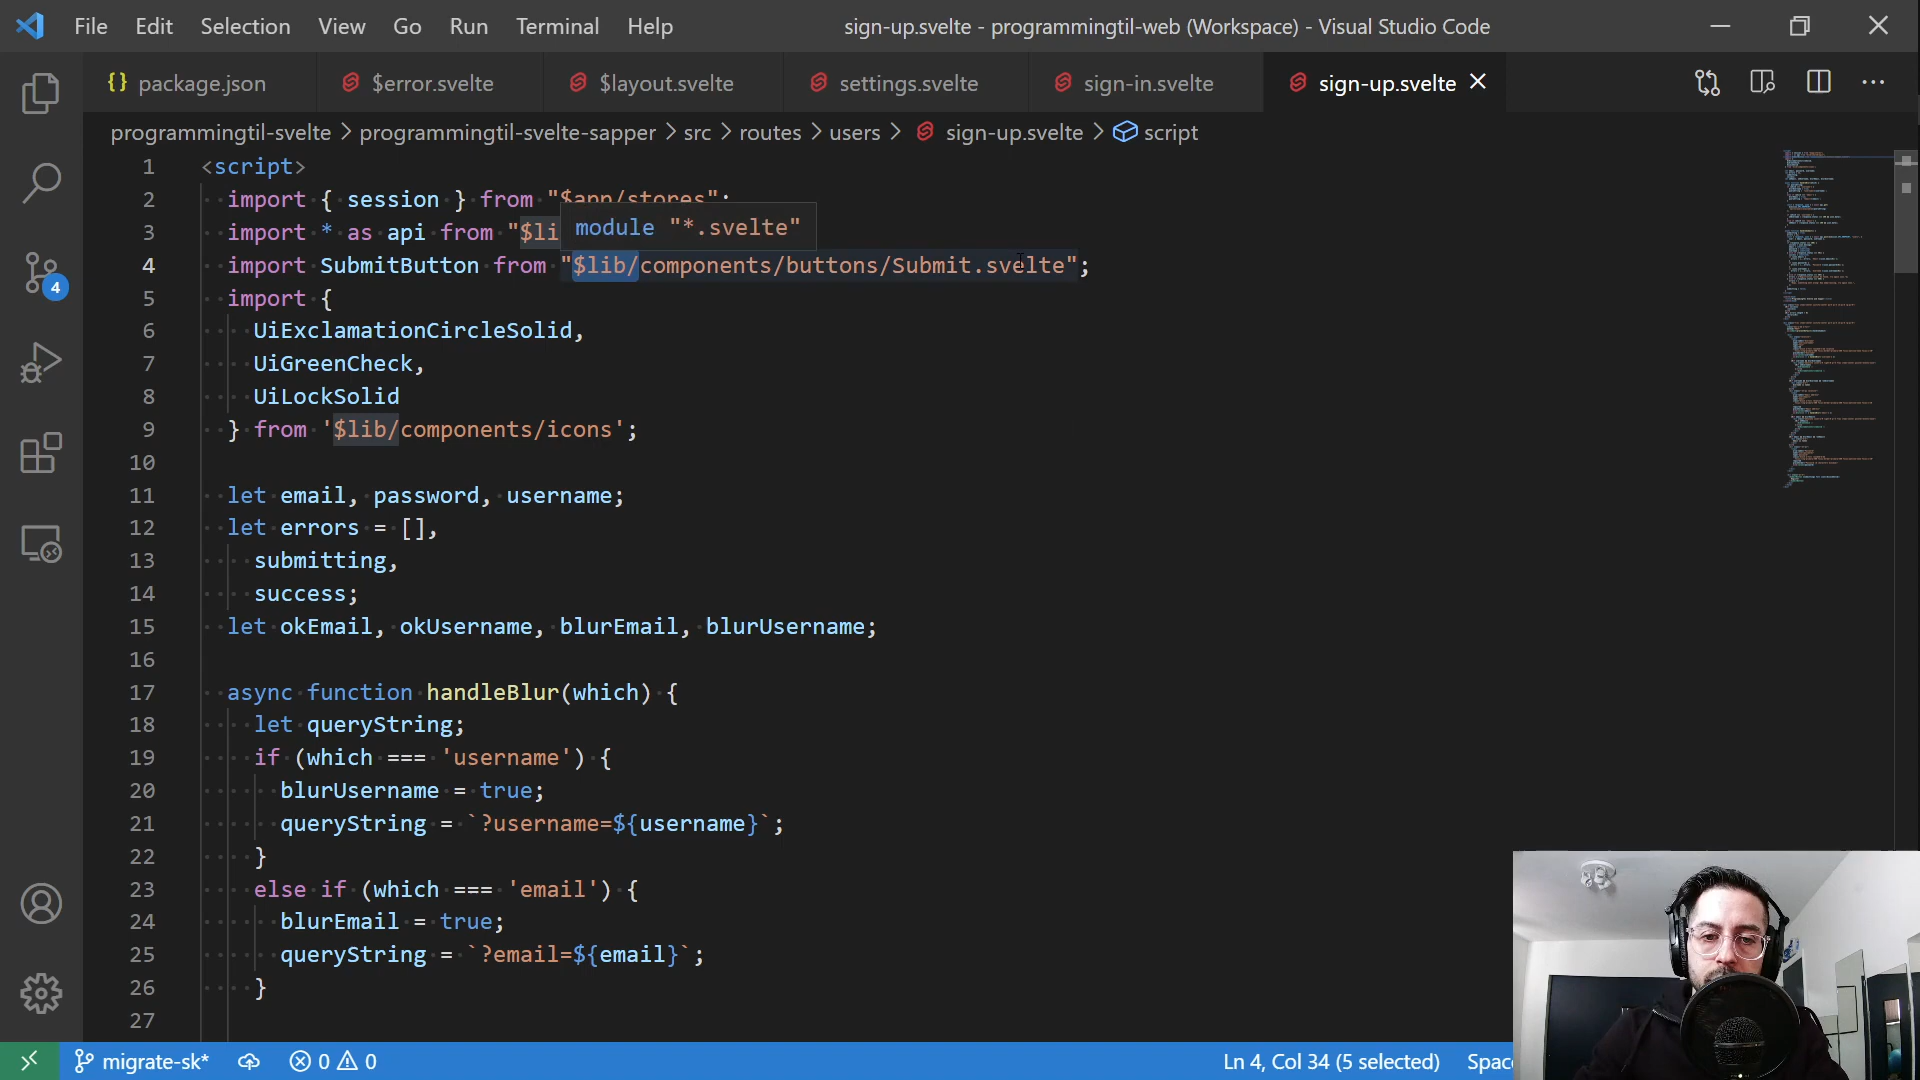 File Edit Selection View Go Run Terminal Help sign-up.svelte - programmingtil-web (Workspace) - Visual Studio Code
{} package.json $error.svelte $layout.svelte settings.svelte sign-in.svelte sign-up.svelte
programmingtil-svelte > programmingtil-svelte-sapper > src > routes > users > sign-up.svelte > script
1 <script>
2 import { session } from "$app/stores";
module "*.svelte"
3 import * as api from "$li
4 import SubmitButton from "$lib/components/buttons/Submit.svelte";
5 import {
6 UiExclamationCircleSolid,
7 UiGreenCheck,
8 UiLockSolid
9 } from '$lib/components/icons';
10
11 let email, password, username;
12 let errors = [],
13 submitting,
14 success;
15 let okEmail, okUsername, blurEmail, blurUsername;
16
17 async function handleBlur(which) {
18 let queryString;
19 if (which === 'username') {
20 blurUsername = true;
21 queryString = `?username=${username}`;
22 }
23 else if (which === 'email') {
24 blurEmail = true;
25 queryString = `?email=${email}`;
26 }
27
4
migrate-sk* 0 0 Ln 4, Col 34 (5 selected) Spac